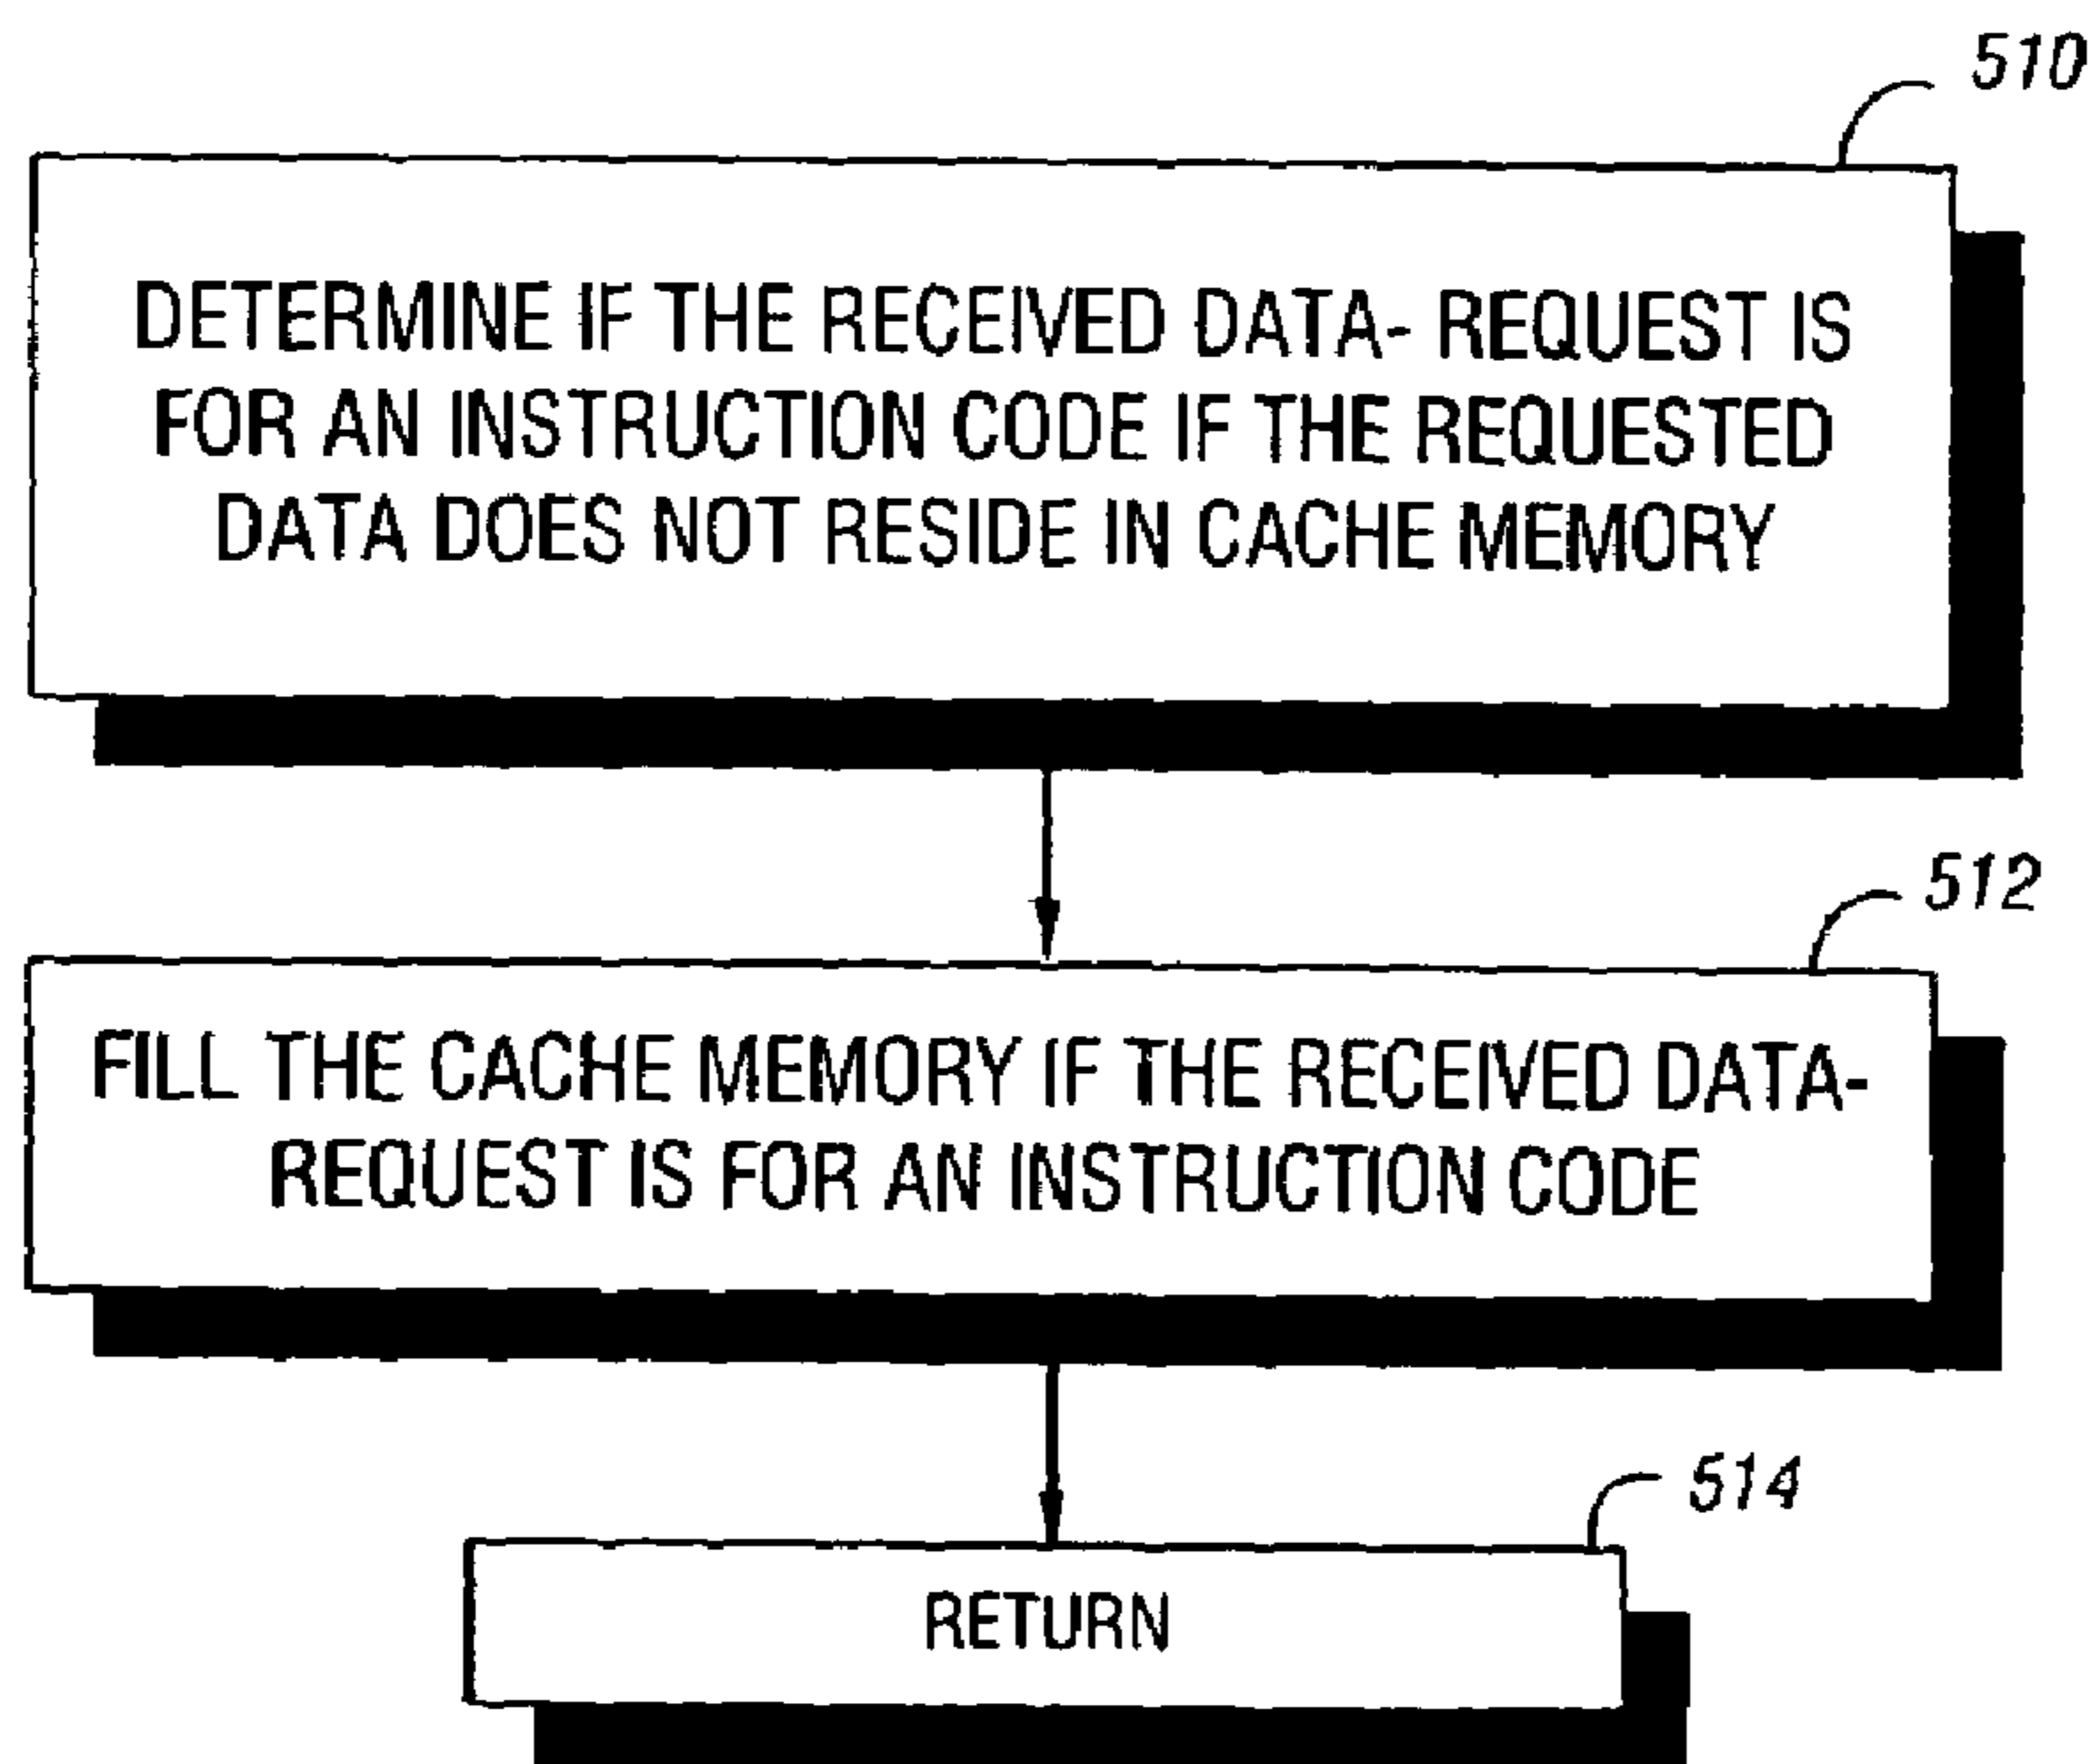 510
DETERMINE IF THE RECEIVED DATA- REQUEST IS
FOR AN INSTRUCTION CODE IF THE REQUESTED
DATA DOES NOT RESIDE IN CACHE MEMORY
512
FILL THE CACHE MEMORY IF THE RECEIVED DATA-
REQUEST IS FOR AN INSTRUCTION CODE
514
RETURN